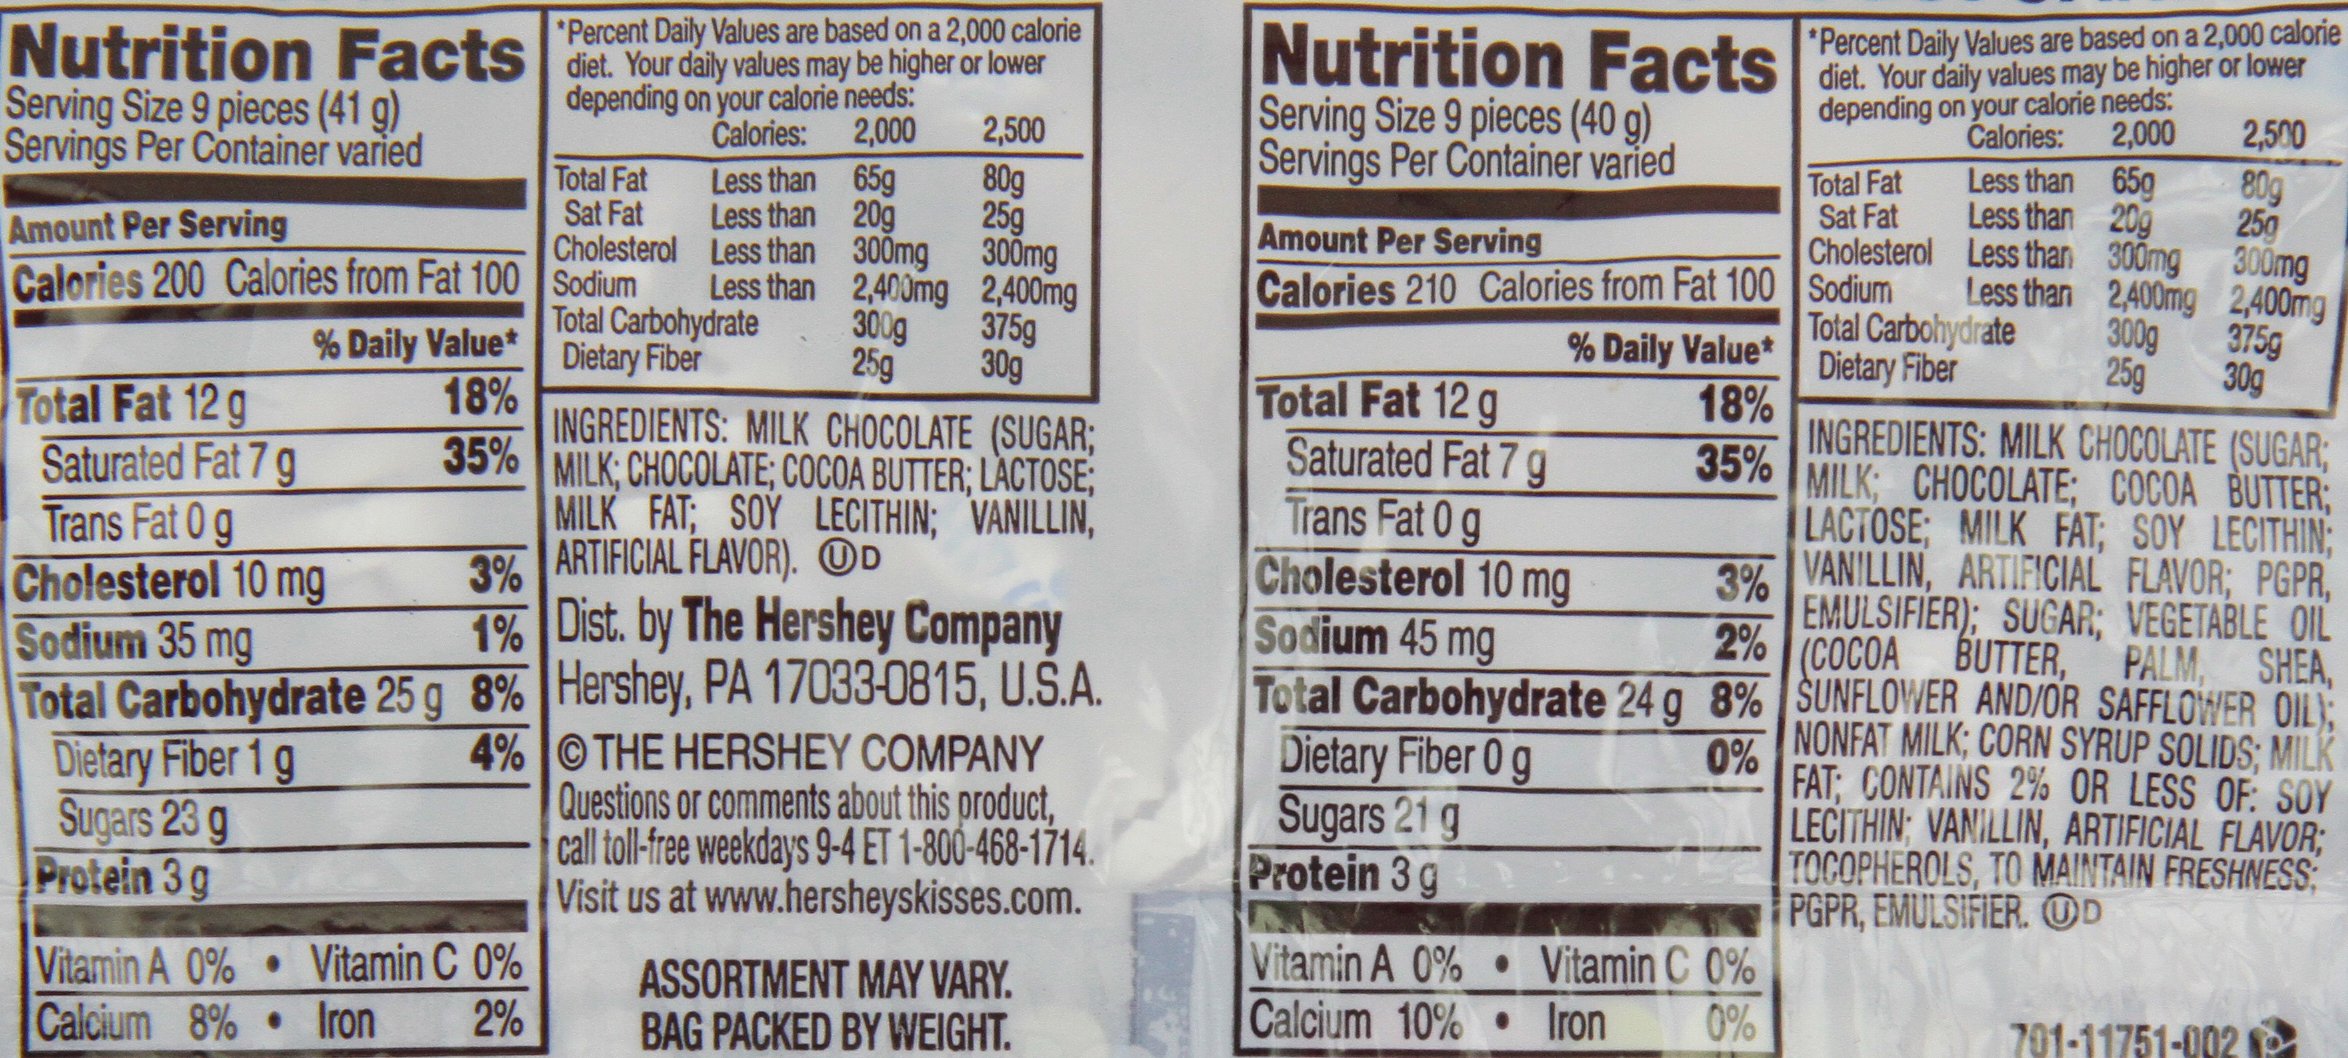 Nutrition Facts
Serving Size 9 pieces (41 g)
Servings Per Container varied
Amount Per Serving
Calories 200 Calories from Fat 100
% Daily Value*
Total Fat 12 g 18%
Saturated Fat 7 g 35%
Trans Fat 0 g
Cholesterol 10 mg 3%
Sodium 35 mg 1%
Total Carbohydrate 25 g 8%
Dietary Fiber 1 g 4%
Sugars 23 g
Protein 3 g
Vitamin A 0% • Vitamin C 0%
Calcium 8% • Iron 2%
*Percent Daily Values are based on a 2,000 calorie
diet. Your daily values may be higher or lower
depending on your calorie needs:
Calories: 2,000 2,500
Total Fat Less than 65g 80g
Sat Fat Less than 20g 25g
Cholesterol Less than 300mg 300mg
Sodium Less than 2,400mg 2,400mg
Total Carbohydrate 300g 375g
Dietary Fiber 25g 30g
INGREDIENTS: MILK CHOCOLATE (SUGAR;
MILK; CHOCOLATE; COCOA BUTTER; LACTOSE;
MILK FAT; SOY LECITHIN; VANILLIN,
ARTIFICIAL FLAVOR). ⓊD
Dist. by The Hershey Company
Hershey, PA 17033-0815, U.S.A.
© THE HERSHEY COMPANY
Questions or comments about this product,
call toll-free weekdays 9-4 ET 1-800-468-1714.
Visit us at www.hersheyskisses.com.
ASSORTMENT MAY VARY.
BAG PACKED BY WEIGHT.
Nutrition Facts
Serving Size 9 pieces (40 g)
Servings Per Container varied
Amount Per Serving
Calories 210 Calories from Fat 100
% Daily Value*
Total Fat 12 g 18%
Saturated Fat 7 g 35%
Trans Fat 0 g
Cholesterol 10 mg 3%
Sodium 45 mg 2%
Total Carbohydrate 24 g 8%
Dietary Fiber 0 g 0%
Sugars 21 g
Protein 3 g
Vitamin A 0% • Vitamin C 0%
Calcium 10% • Iron 0%
*Percent Daily Values are based on a 2,000 calorie
diet. Your daily values may be higher or lower
depending on your calorie needs:
Calories: 2,000 2,500
Total Fat Less than 65g 80g
Sat Fat Less than 20g 25g
Cholesterol Less than 300mg 300mg
Sodium Less than 2,400mg 2,400mg
Total Carbohydrate 300g 375g
Dietary Fiber 25g 30g
INGREDIENTS: MILK CHOCOLATE (SUGAR;
MILK; CHOCOLATE; COCOA BUTTER;
LACTOSE; MILK FAT; SOY LECITHIN;
VANILLIN, ARTIFICIAL FLAVOR; PGPR,
EMULSIFIER); SUGAR; VEGETABLE OIL
(COCOA BUTTER, PALM, SHEA,
SUNFLOWER AND/OR SAFFLOWER OIL);
NONFAT MILK; CORN SYRUP SOLIDS; MILK
FAT; CONTAINS 2% OR LESS OF: SOY
LECITHIN; VANILLIN, ARTIFICIAL FLAVOR;
TOCOPHEROLS, TO MAINTAIN FRESHNESS;
PGPR, EMULSIFIER. ⓊD
701-11751-002